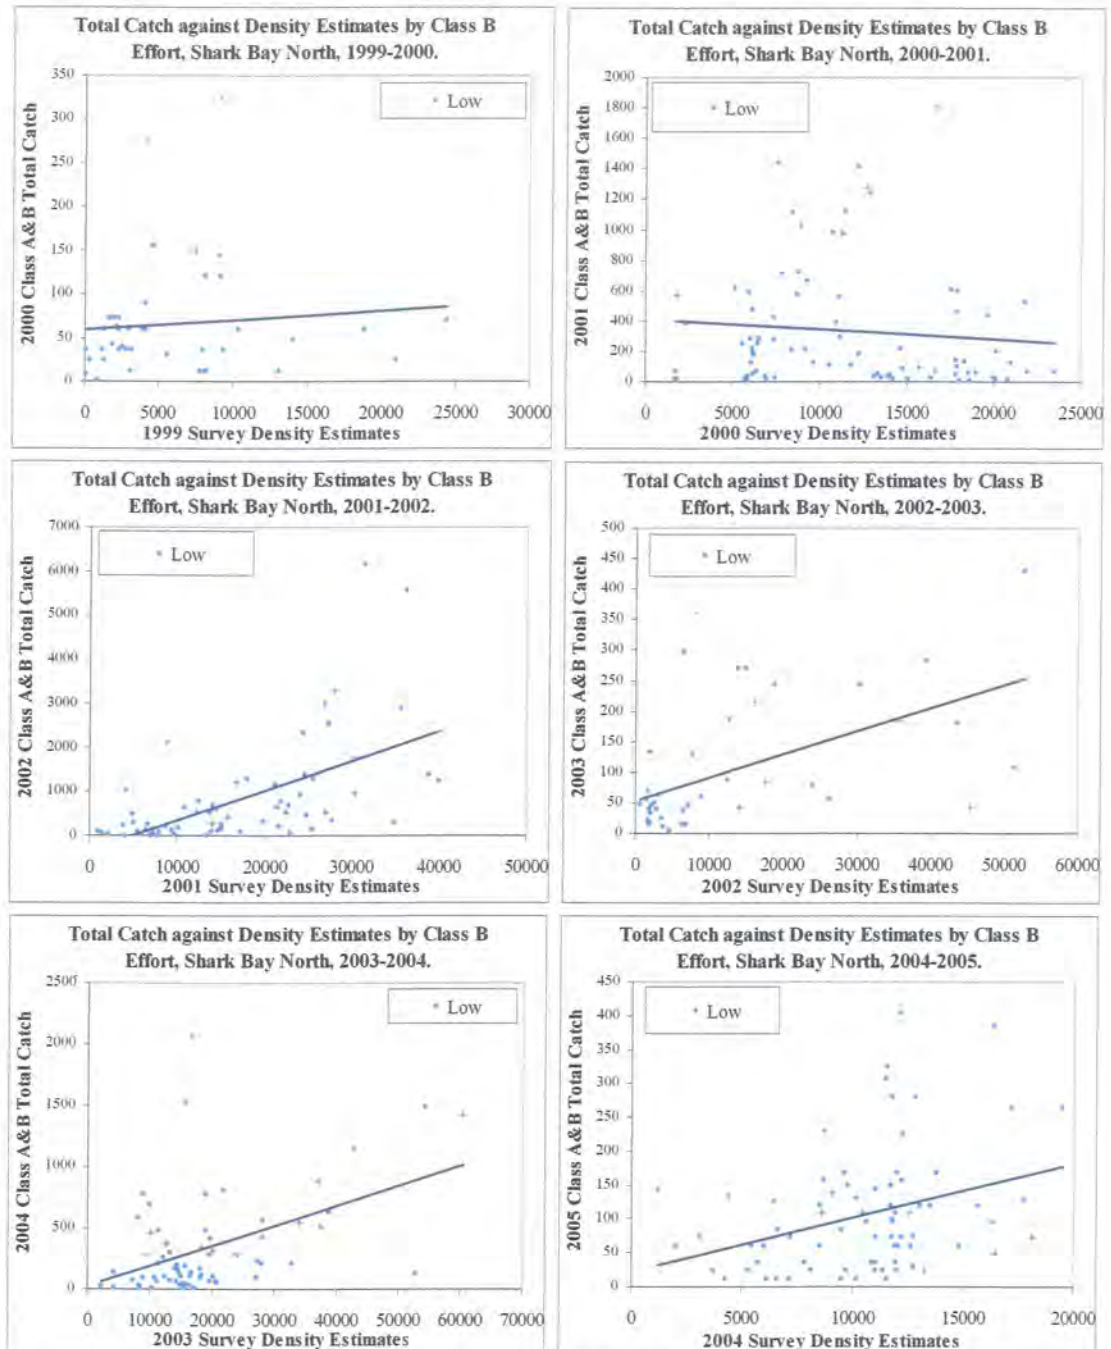 Total Catch against Density Estimates by Class B
Effort, Shark Bay North, 1999-2000.
2000 Class A&B Total Catch
350
300
250
200
150
100
50
0
Low
0 5000 10000 15000 20000 25000 30000
1999 Survey Density Estimates
Total Catch against Density Estimates by Class B
Effort, Shark Bay North, 2000-2001.
2001 Class A&B Total Catch
2000
1800
1600
1400
1200
1000
800
600
400
200
0
Low
0 5000 10000 15000 20000 25000
2000 Survey Density Estimates
Total Catch against Density Estimates by Class B
Effort, Shark Bay North, 2001-2002.
2002 Class A&B Total Catch
7000
6000
5000
4000
3000
2000
1000
0
Low
0 10000 20000 30000 40000 50000
2001 Survey Density Estimates
Total Catch against Density Estimates by Class B
Effort, Shark Bay North, 2002-2003.
2003 Class A&B Total Catch
500
450
400
350
300
250
200
150
100
50
0
Low
0 10000 20000 30000 40000 50000 60000
2002 Survey Density Estimates
Total Catch against Density Estimates by Class B
Effort, Shark Bay North, 2003-2004.
2004 Class A&B Total Catch
2500
2000
1500
1000
500
0
Low
0 10000 20000 30000 40000 50000 60000 70000
2003 Survey Density Estimates
Total Catch against Density Estimates by Class B
Effort, Shark Bay North, 2004-2005.
2005 Class A&B Total Catch
450
400
350
300
250
200
150
100
50
0
Low
0 5000 10000 15000 20000
2004 Survey Density Estimates